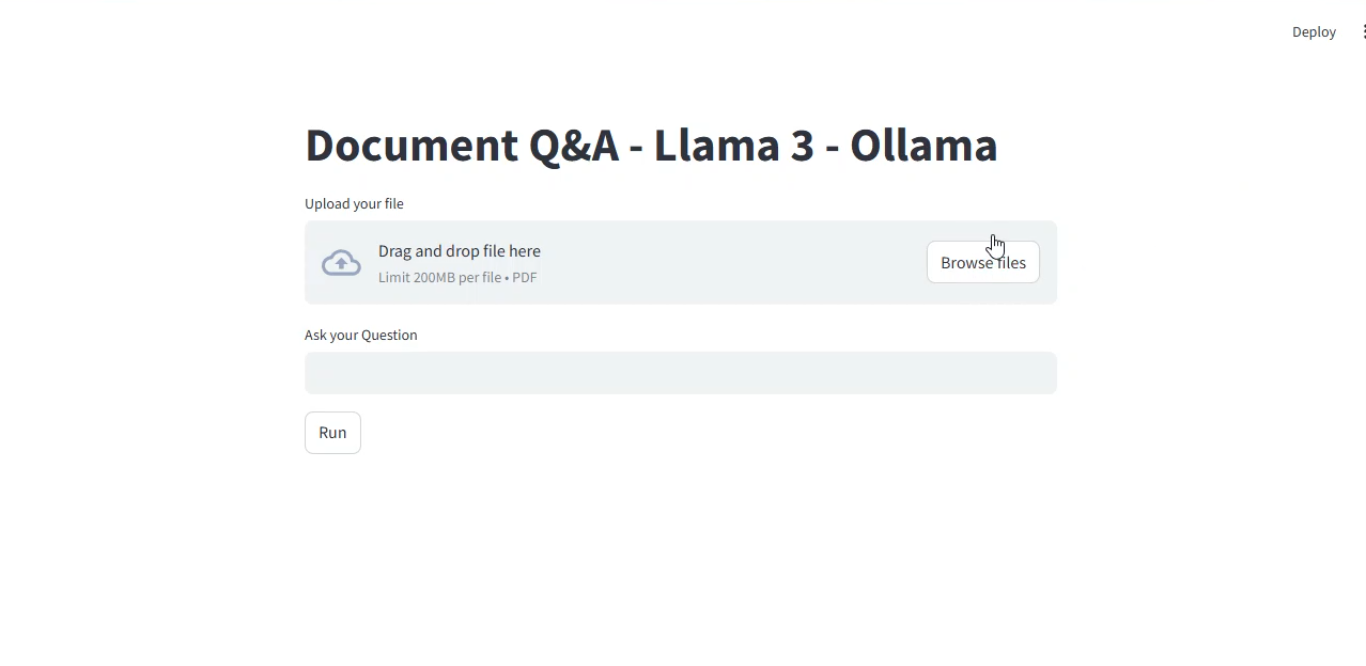 Deploy
Document Q&A - Llama 3 - Ollama
Upload your file
Drag and drop file here
Browse files
Limit 200MB per file • PDF
Ask your Question
Run